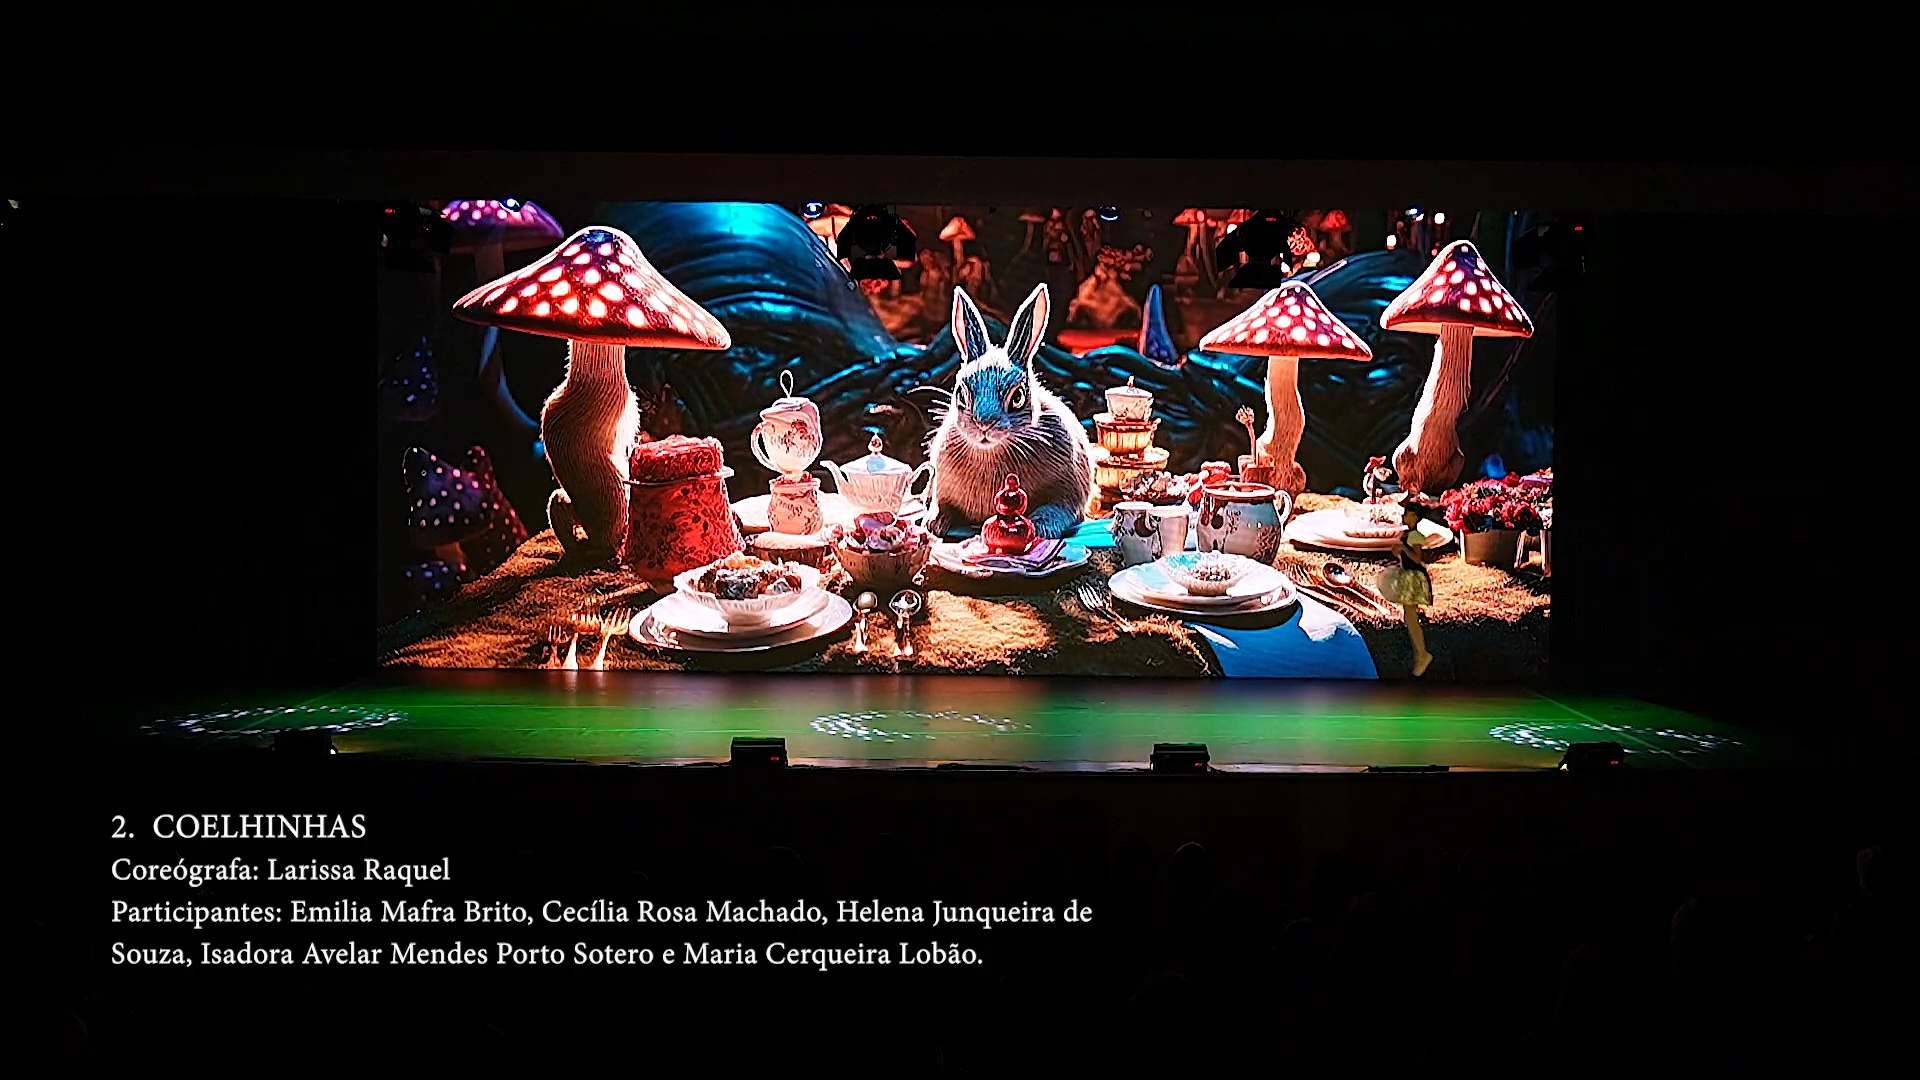 2. COELHINHAS
Coreógrafa: Larissa Raquel
Participantes: Emilia Mafra Brito, Cecília Rosa Machado, Helena Junqueira de
Souza, Isadora Avelar Mendes Porto Sotero e Maria Cerqueira Lobão.